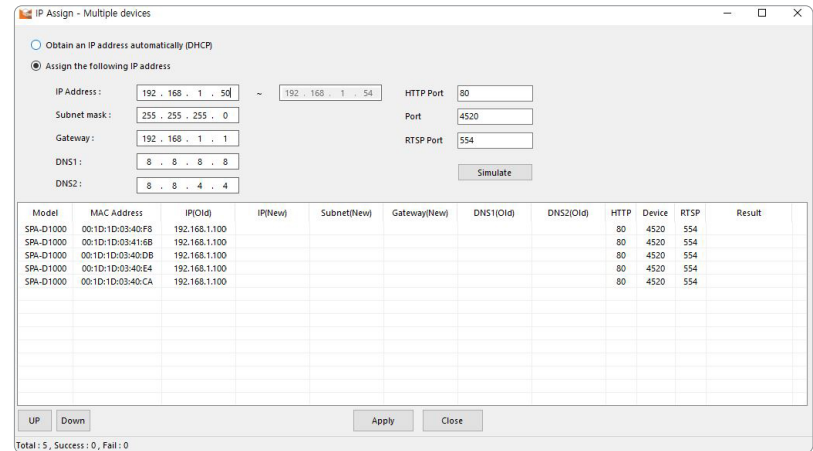 IP Assign - Multiple devices
Obtain an IP address automatically (DHCP)
Assign the following IP address
IP Address : 192 . 168 . 1 . 50 ~ 192 . 168 . 1 . 54 HTTP Port 80
Subnet mask : 255 . 255 . 255 . 0 Port 4520
Gateway : 192 . 168 . 1 . 1 RTSP Port 554
DNS1 : 8 . 8 . 8 . 8 Simulate
DNS2 : 8 . 8 . 4 . 4
Model MAC Address IP(Old) IP(New) Subnet(New) Gateway(New) DNS1(Old) DNS2(Old) HTTP Device RTSP Result
SPA-D1000 00:1D:1D:03:40:F8 192.168.1.100 80 4520 554
SPA-D1000 00:1D:1D:03:41:6B 192.168.1.100 80 4520 554
SPA-D1000 00:1D:1D:03:40:DB 192.168.1.100 80 4520 554
SPA-D1000 00:1D:1D:03:40:E4 192.168.1.100 80 4520 554
SPA-D1000 00:1D:1D:03:40:CA 192.168.1.100 80 4520 554
UP Down Apply Close
Total : 5 , Success : 0 , Fail : 0